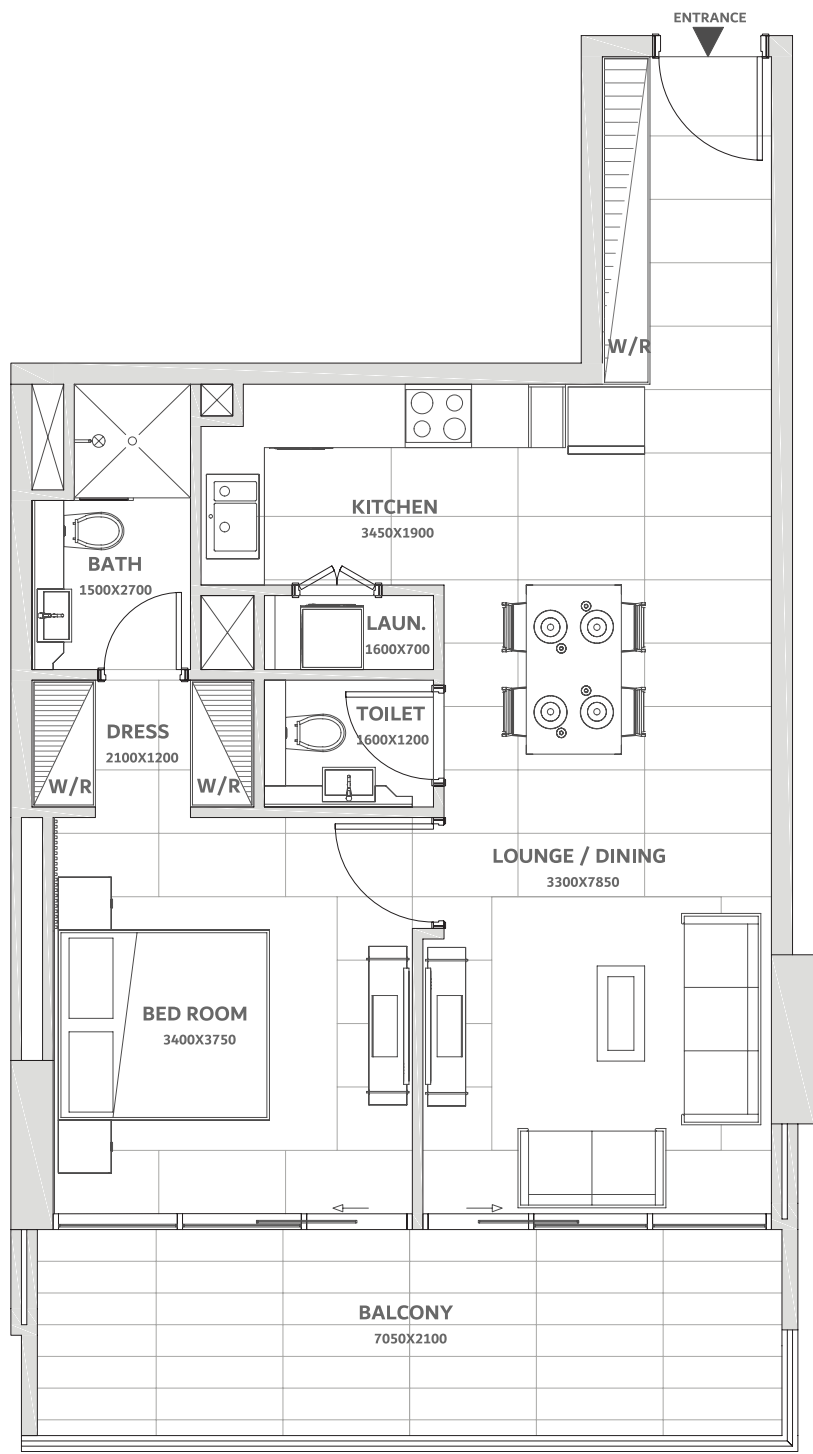 ENTRANCE
W/R
KITCHEN
3450X1900
BATH
1500X2700
LAUN.
1600X700
TOILET
1600X1200
DRESS
2100X1200
W/R
W/R
LOUNGE / DINING
3300X7850
BED ROOM
3400X3750
BALCONY
7050X2100